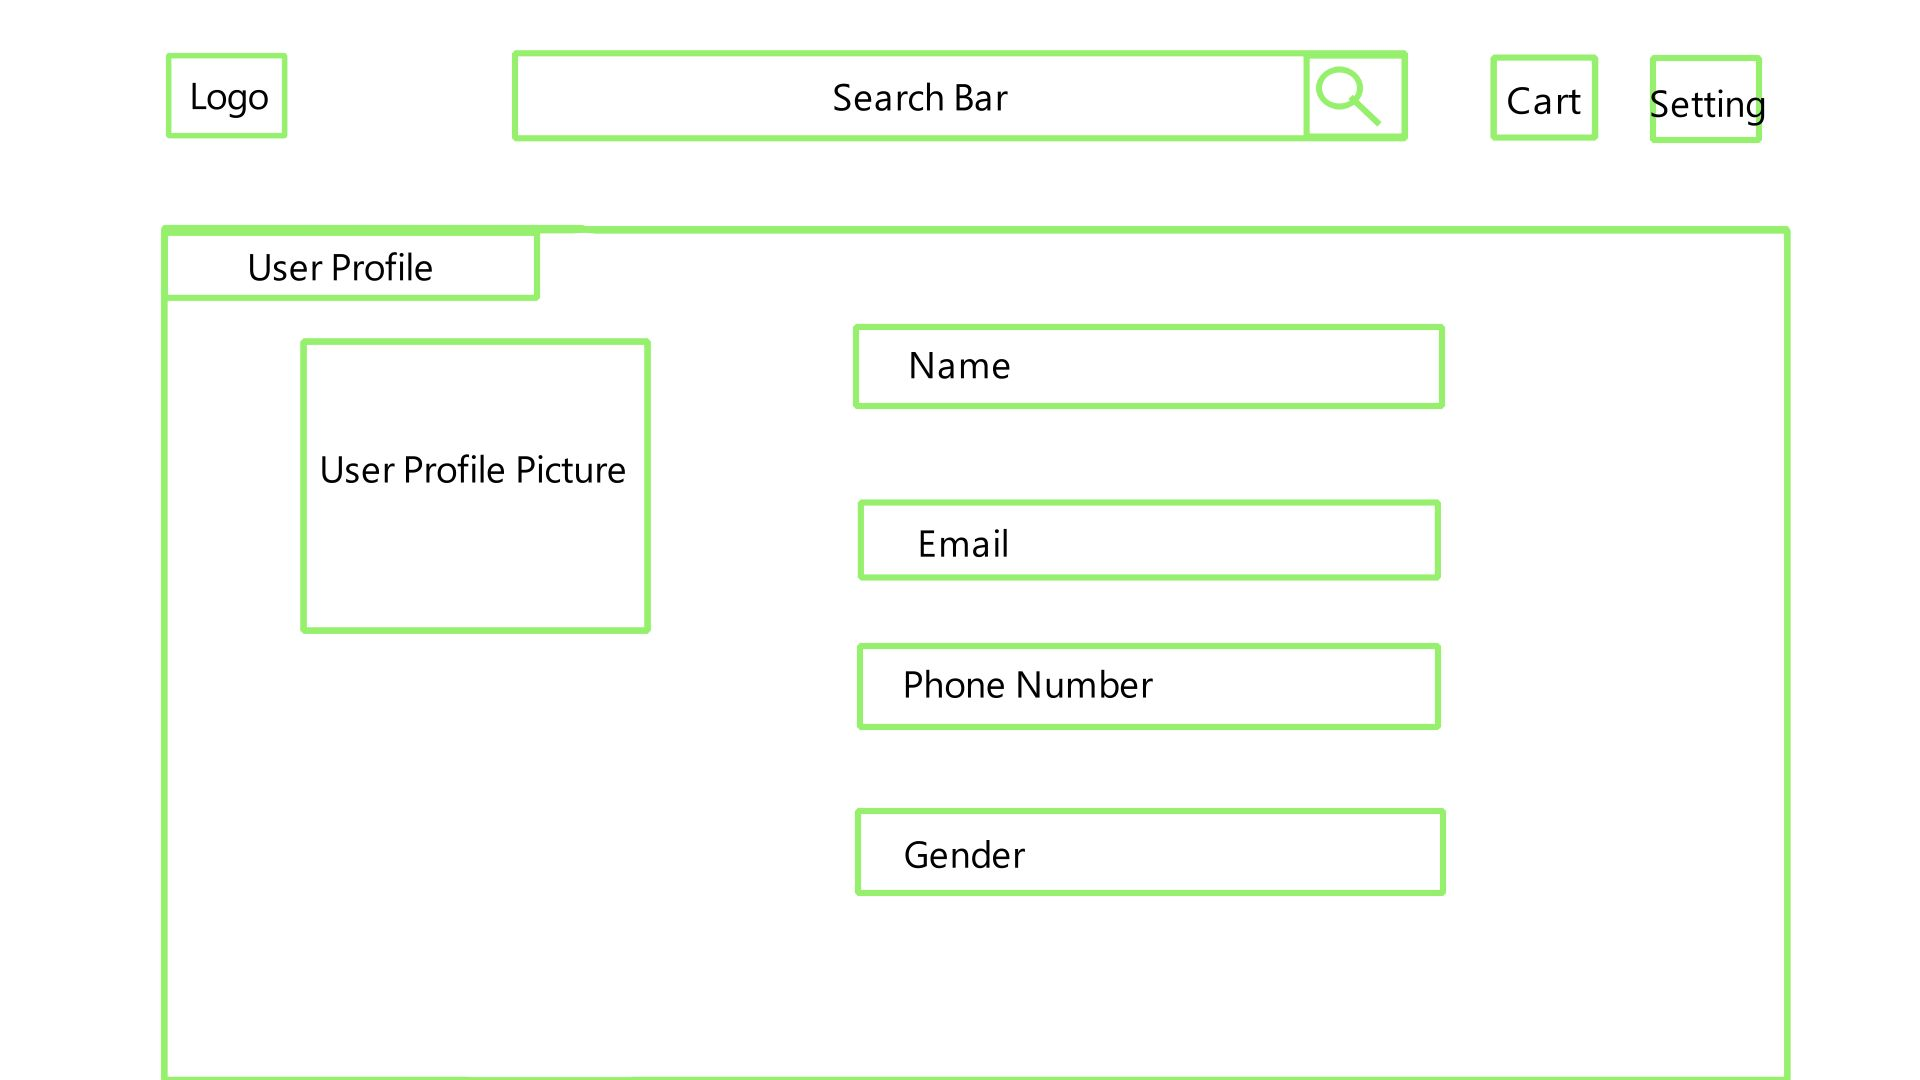 Logo
Search Bar
Cart
Setting
User Profile
User Profile Picture
Name
Email
Phone Number
Gender